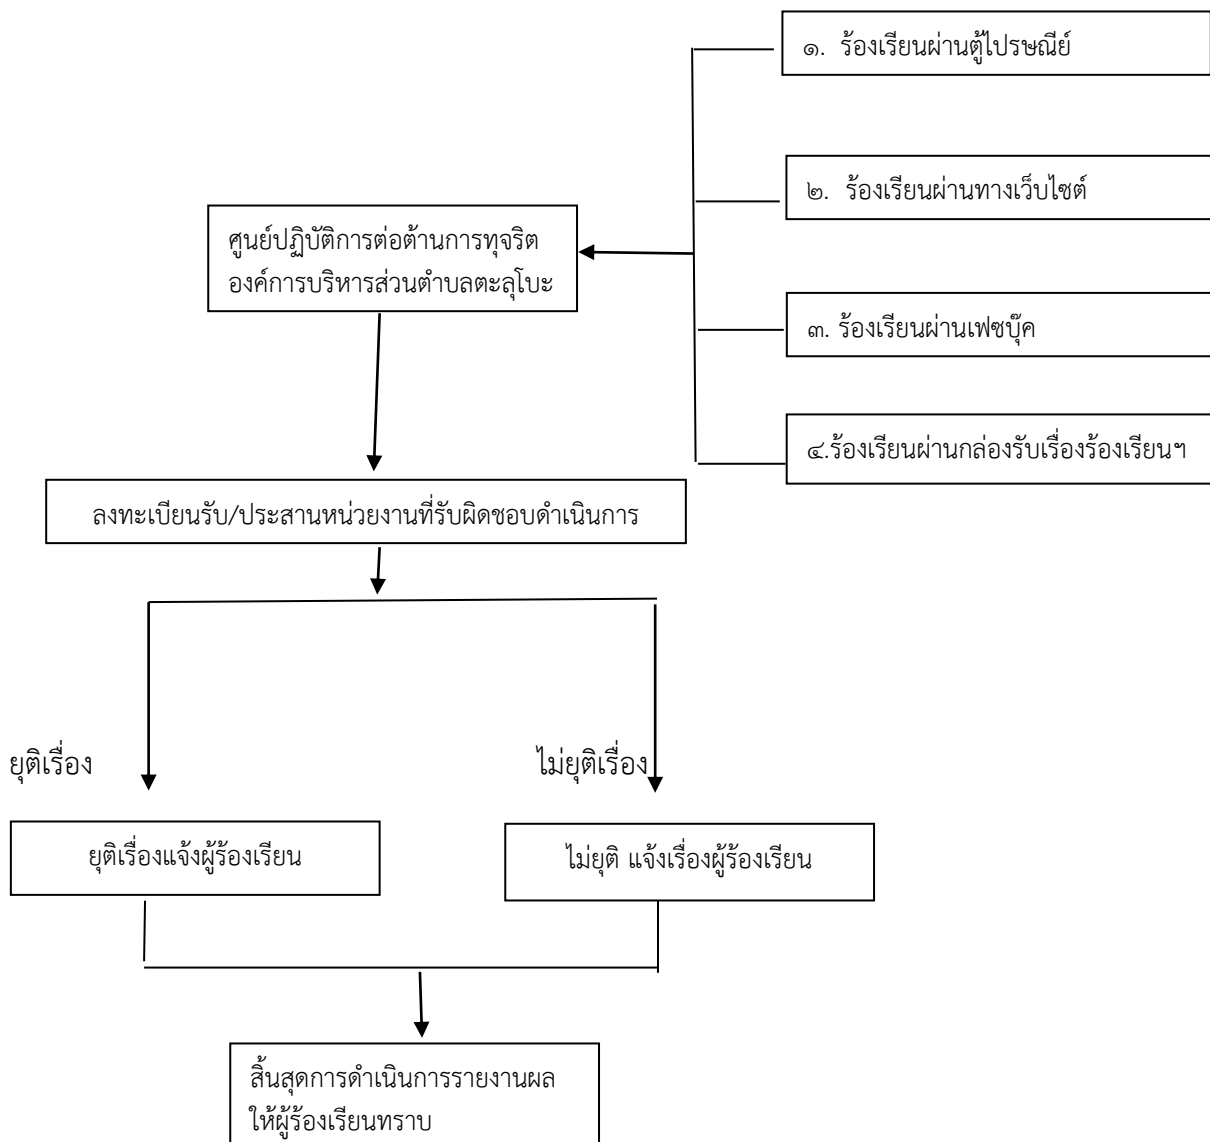 ๑. ร้องเรียนผ่านตู้ไปรษณีย์
๒. ร้องเรียนผ่านทางเว็บไซต์
ศูนย์ปฏิบัติการต่อต้านการทุจริต
องค์การบริหารส่วนตำบลตะลุโบะ
๓. ร้องเรียนผ่านเฟซบุ๊ค
๔.ร้องเรียนผ่านกล่องรับเรื่องร้องเรียนฯ
ลงทะเบียนรับ/ประสานหน่วยงานที่รับผิดชอบดำเนินการ
ยุติเรื่อง
ไม่ยุติเรื่อง
ยุติเรื่องแจ้งผู้ร้องเรียน
ไม่ยุติ แจ้งเรื่องผู้ร้องเรียน
สิ้นสุดการดำเนินการรายงานผล
ให้ผู้ร้องเรียนทราบ